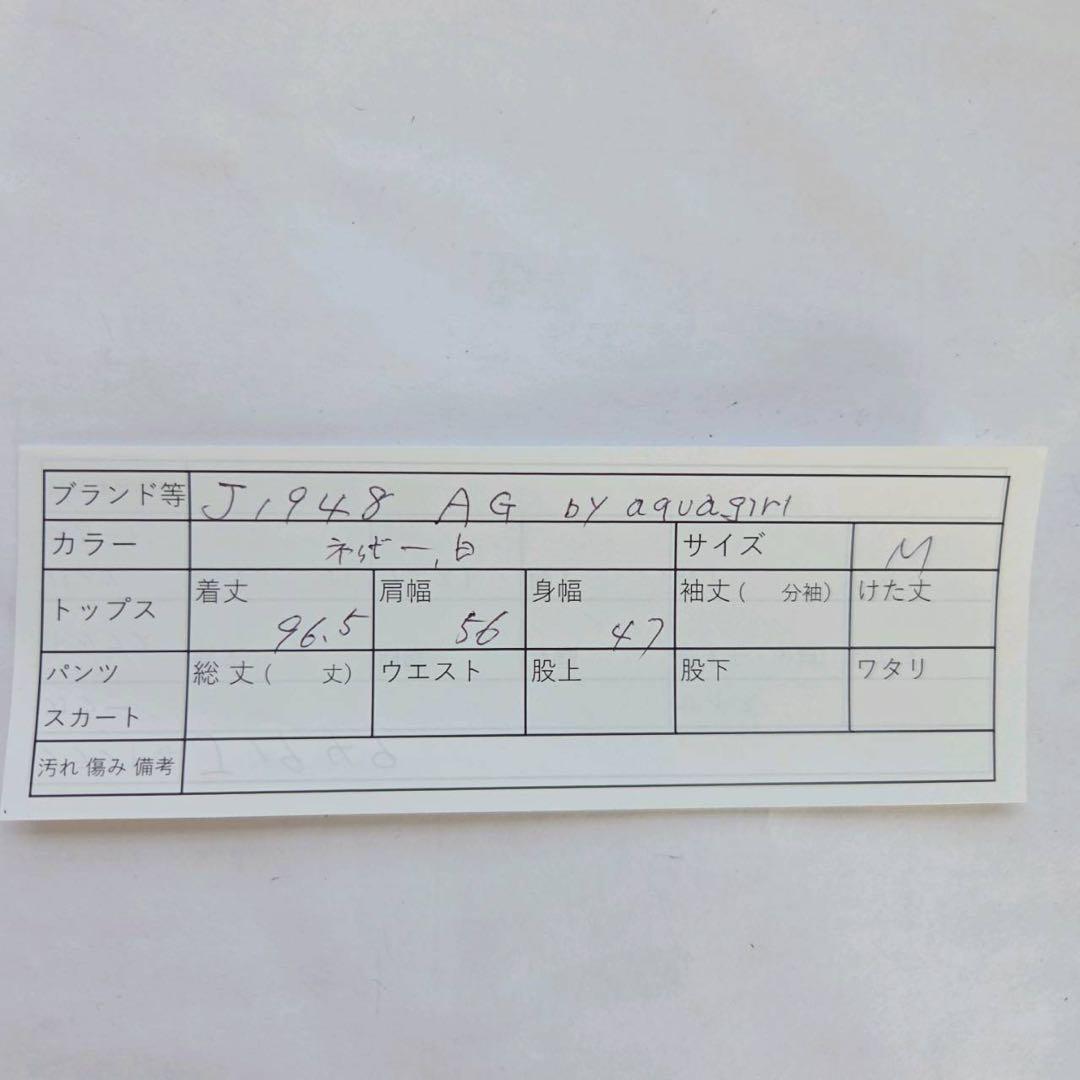 ブランド等 J1948 AG by aquagirl
カラー ネイビー、白 サイズ M
トップス 着丈 96.5 肩幅 56 身幅 47 袖丈( 分袖) けた丈
パンツ スカート 総丈( 丈) ウエスト 股上 股下 ワタリ
汚れ 傷み 備考